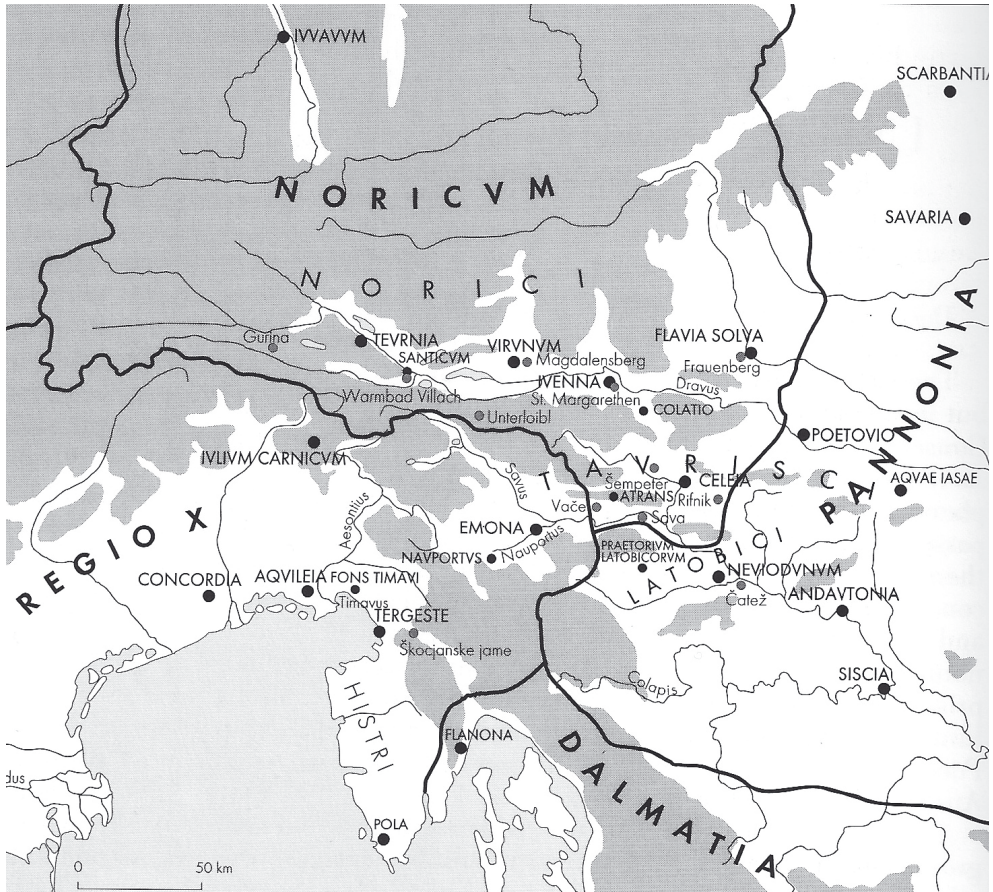 IVVAVVM
SCARBANTIA
NORICVM
SAVARIA
NORICI
PANNONIA
Gurina
TEVRNIA
SANTICVM
VIRVNVM
Magdalensberg
FLAVIA SOLVA
Frauenberg
Warmbad Villach
IVENNA
St. Margarethen
Dravus
COLATIO
Unterloibl
POETOVIO
IVLIVM CARNICVM
TAVRISCI
Savus
Šempeter
CELEIA
AQVAE IASAE
ATRANS
Rifnik
Vače
Sava
REGIO X
Aesontius
EMONA
NAVPORTVS
Nauportus
PRAETORIVM
LATOBICORVM
LATOBICI
NEVIODVNVM
CONCORDIA
AQVILEIA
FONS TIMAVI
Timavus
Čatež
ANDAVTONIA
TERGESTE
Škocjanske jame
Colapis
SISCIA
HISTRI
FLANONA
DALMATIA
dus
POLA
0
50 km